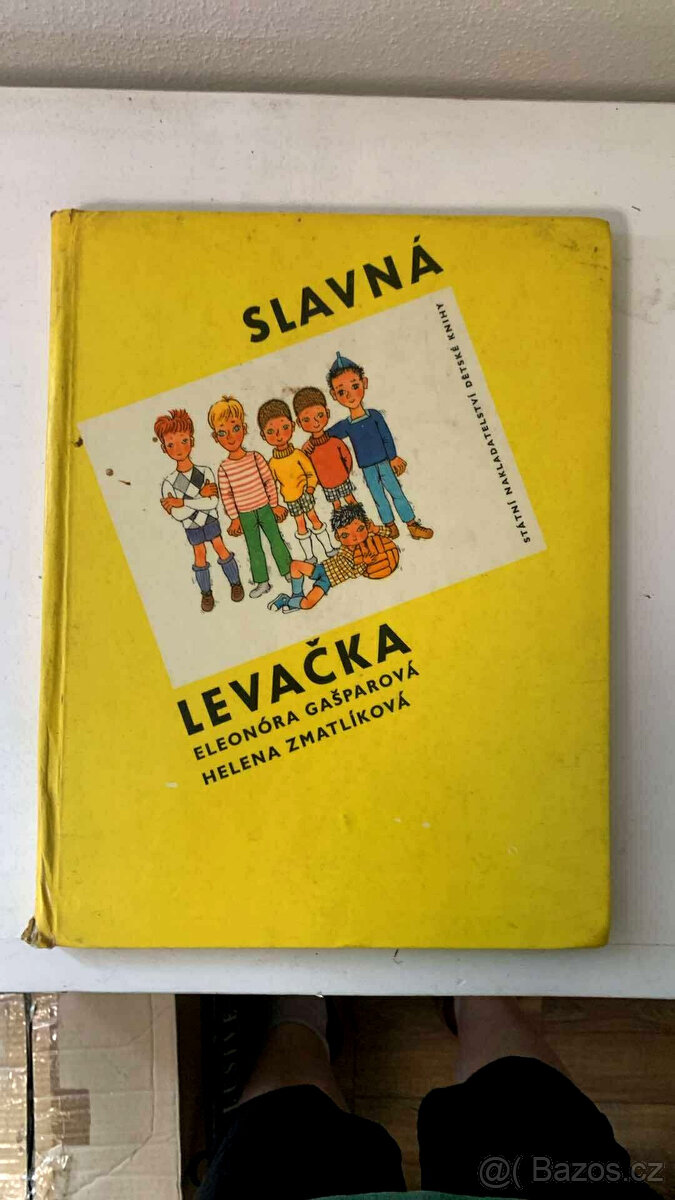 SLAVNÁ
STÁTNÍ NAKLADATELSTVÍ DĚTSKÉ KNIHY
LEVAČKA
ELEONÓRA GAŠPAROVÁ
HELENA ZMATLÍKOVÁ
@( Bazos.cz